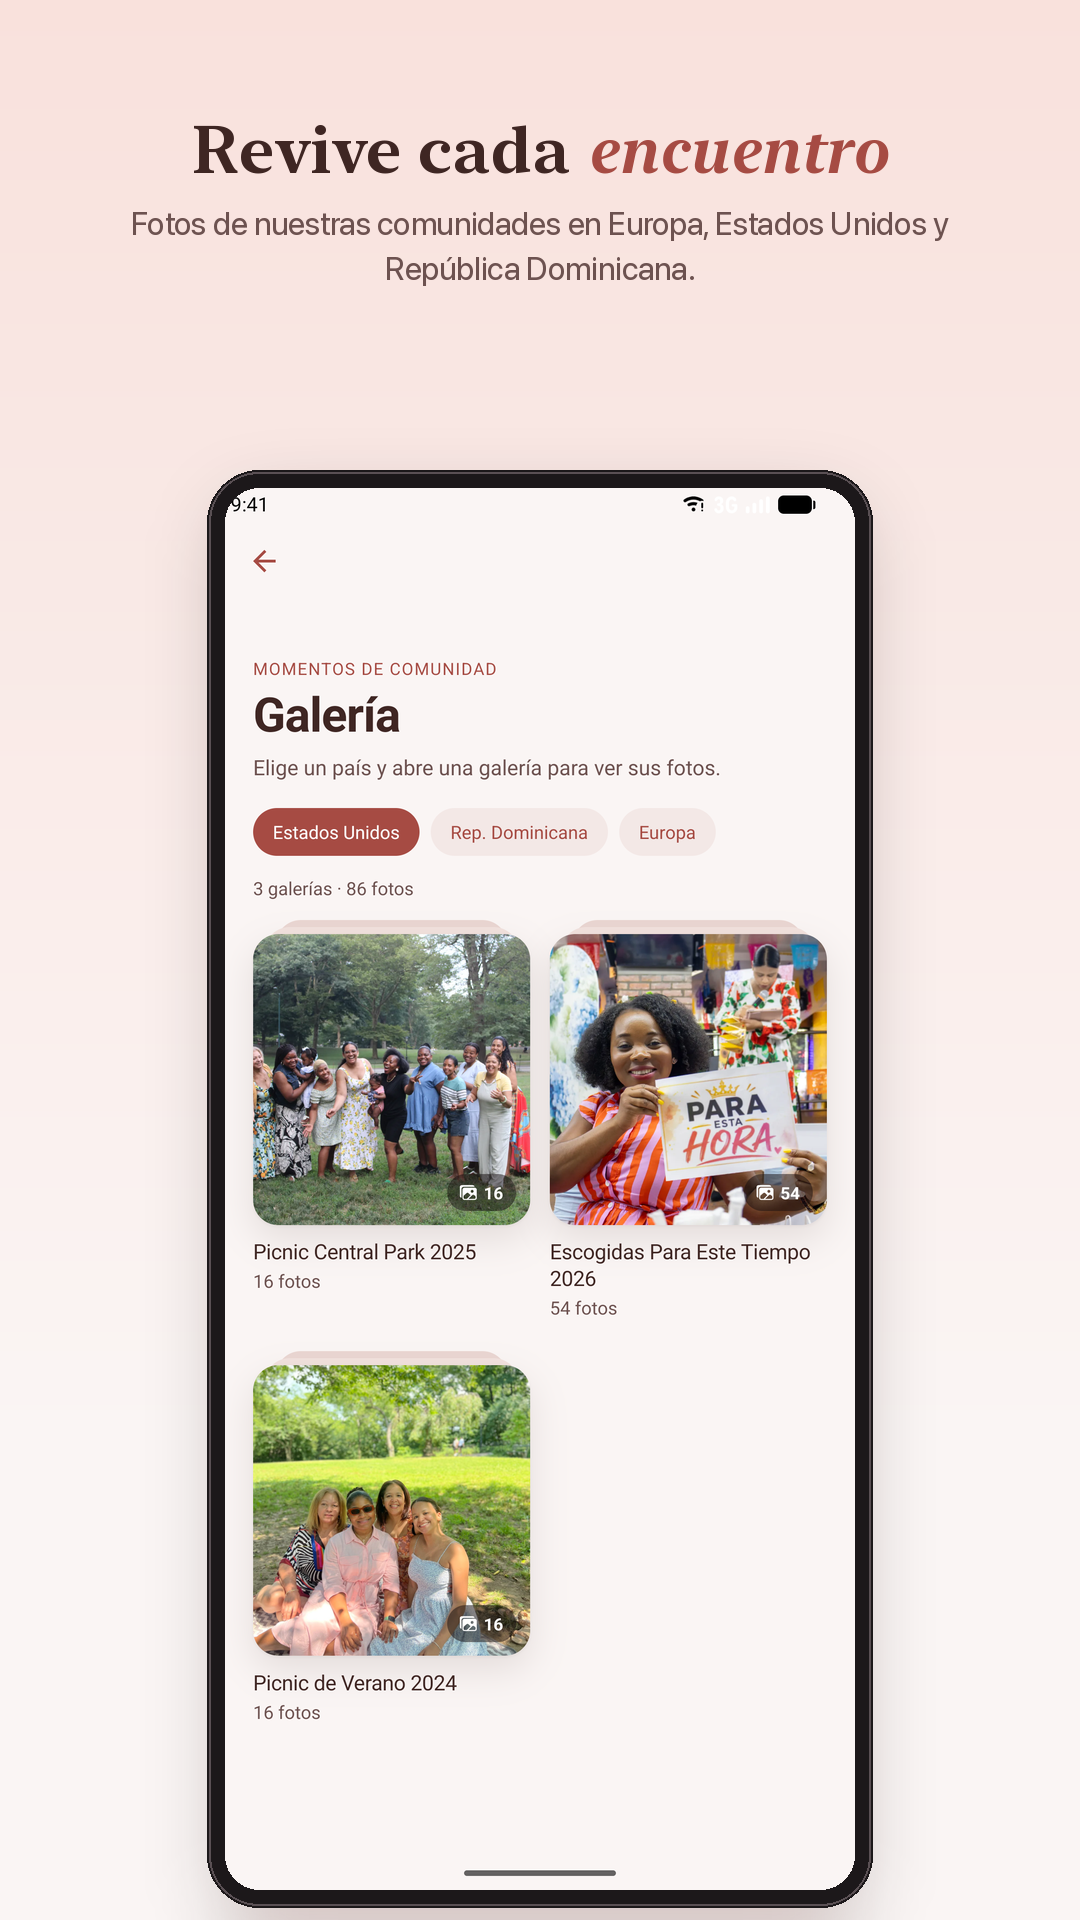 Revive cada encuentro
Fotos de nuestras comunidades en Europa, Estados Unidos y
República Dominicana.
9:41
3G
MOMENTOS DE COMUNIDAD
Galería
Elige un país y abre una galería para ver sus fotos.
Estados Unidos
Rep. Dominicana
Europa
3 galerías · 86 fotos
16
PARA
ESTA
HORA
54
Picnic Central Park 2025
16 fotos
Escogidas Para Este Tiempo
2026
54 fotos
16
Picnic de Verano 2024
16 fotos